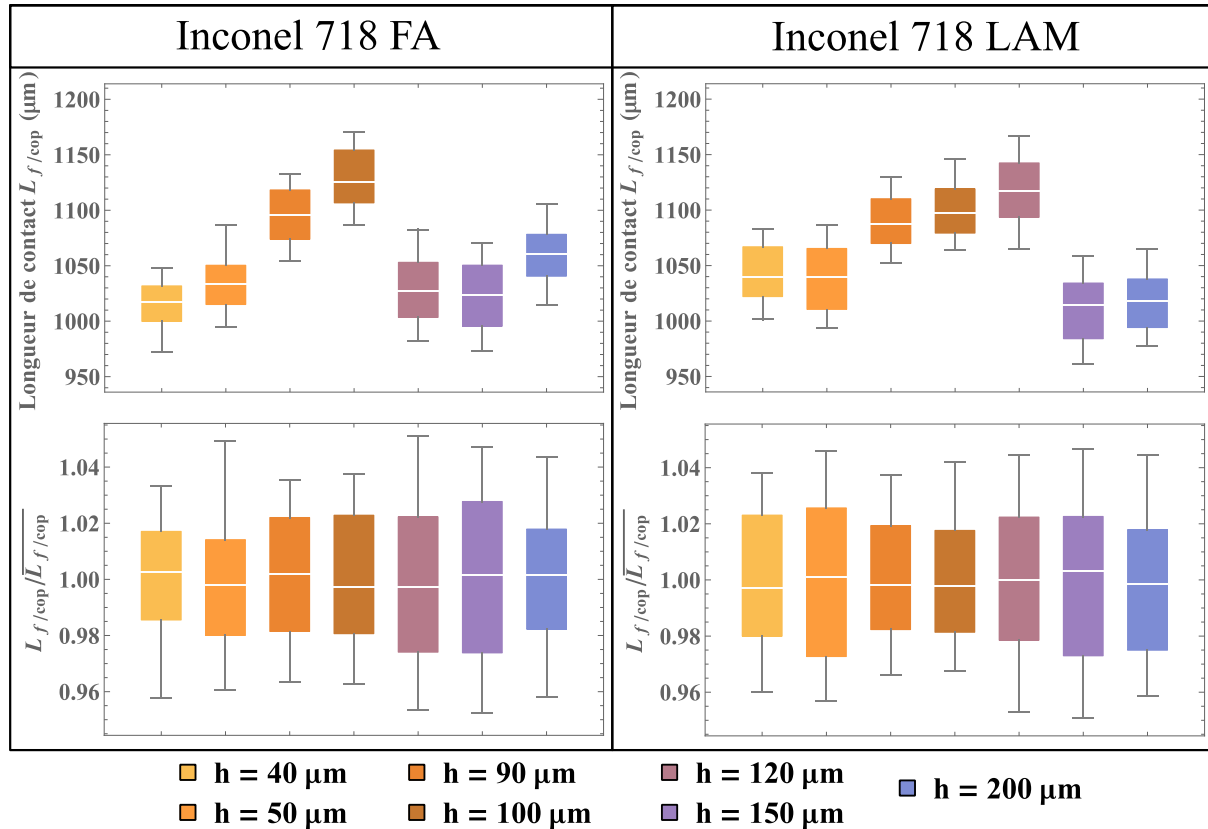 Inconel 718 FA
Inconel 718 LAM
Longueur de contact L f/cop (μm)
1200
1150
1100
1050
1000
950
Longueur de contact L f/cop (μm)
1200
1150
1100
1050
1000
950
L f/cop/L f/cop
1.04
1.02
1.00
0.98
0.96
L f/cop/L f/cop
1.04
1.02
1.00
0.98
0.96
h = 40 μm
h = 90 μm
h = 120 μm
h = 200 μm
h = 50 μm
h = 100 μm
h = 150 μm